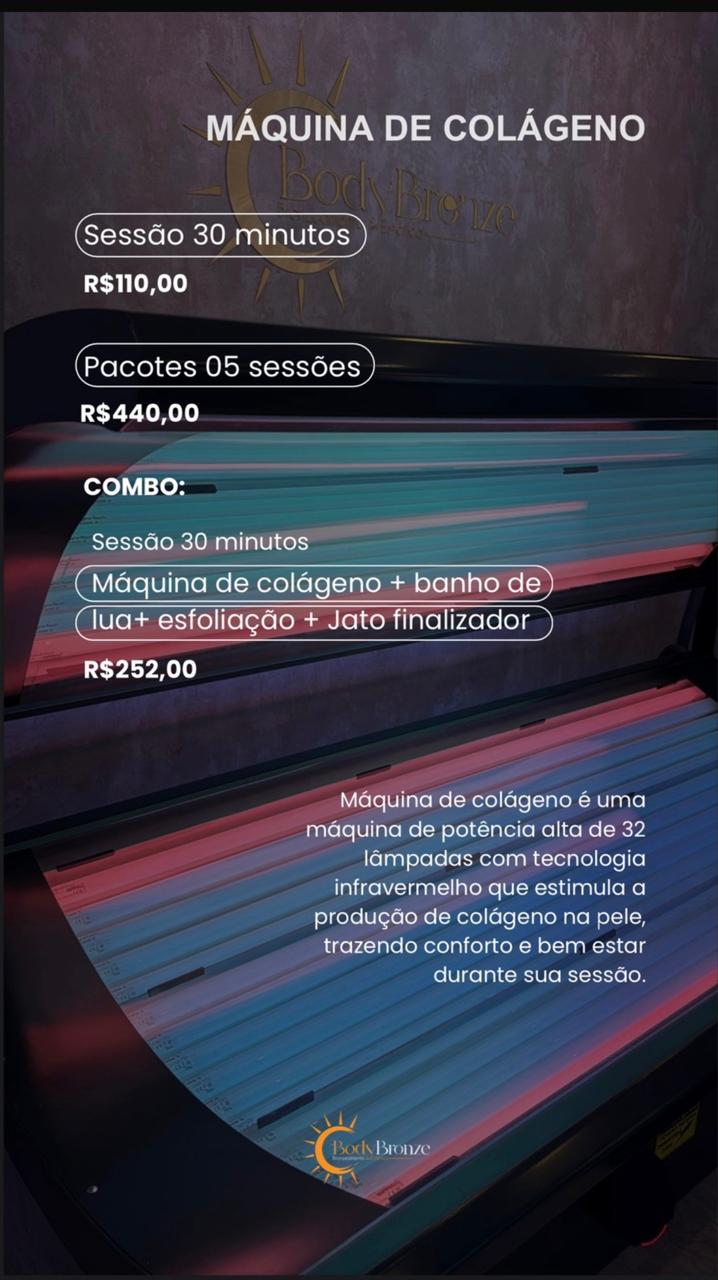 MÁQUINA DE COLÁGENO
BodyBronze
Sessão 30 minutos
R$110,00
Pacotes 05 sessões
R$440,00
COMBO:
Sessão 30 minutos
Máquina de colágeno + banho de
lua+ esfoliação + Jato finalizador
R$252,00
Máquina de colágeno é uma
máquina de potência alta de 32
lâmpadas com tecnologia
infravermelho que estimula a
produção de colágeno na pele,
trazendo conforto e bem estar
durante sua sessão.
BodyBronze